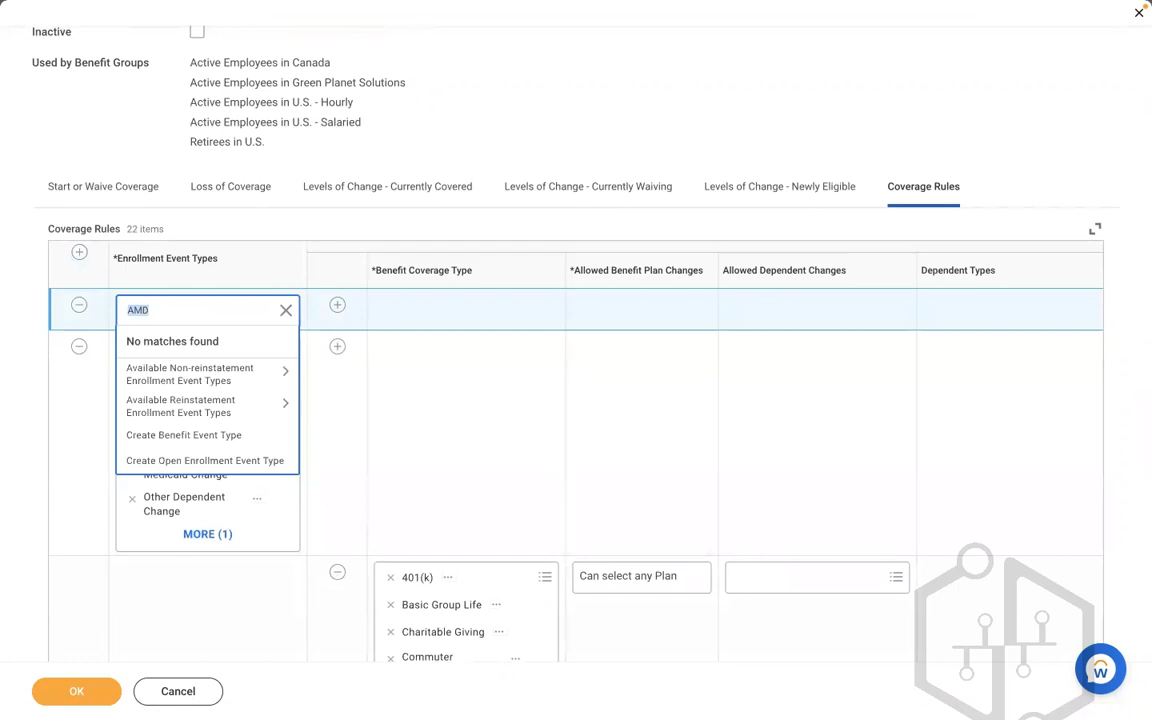 Inactive
Used by Benefit Groups
Active Employees in Canada
Active Employees in Green Planet Solutions
Active Employees in U.S. - Hourly
Active Employees in U.S. - Salaried
Retirees in U.S.
Start or Waive Coverage
Loss of Coverage
Levels of Change - Currently Covered
Levels of Change - Currently Waiving
Levels of Change - Newly Eligible
Coverage Rules
Coverage Rules 22 items
*Enrollment Event Types
*Benefit Coverage Type
*Allowed Benefit Plan Changes
Allowed Dependent Changes
Dependent Types
AMD
No matches found
Available Non-reinstatement
Enrollment Event Types
Available Reinstatement
Enrollment Event Types
Create Benefit Event Type
Create Open Enrollment Event Type
Medicaid Change
Other Dependent
Change
MORE (1)
401(k)
Can select any Plan
Basic Group Life
Charitable Giving
Commuter
OK
Cancel
W